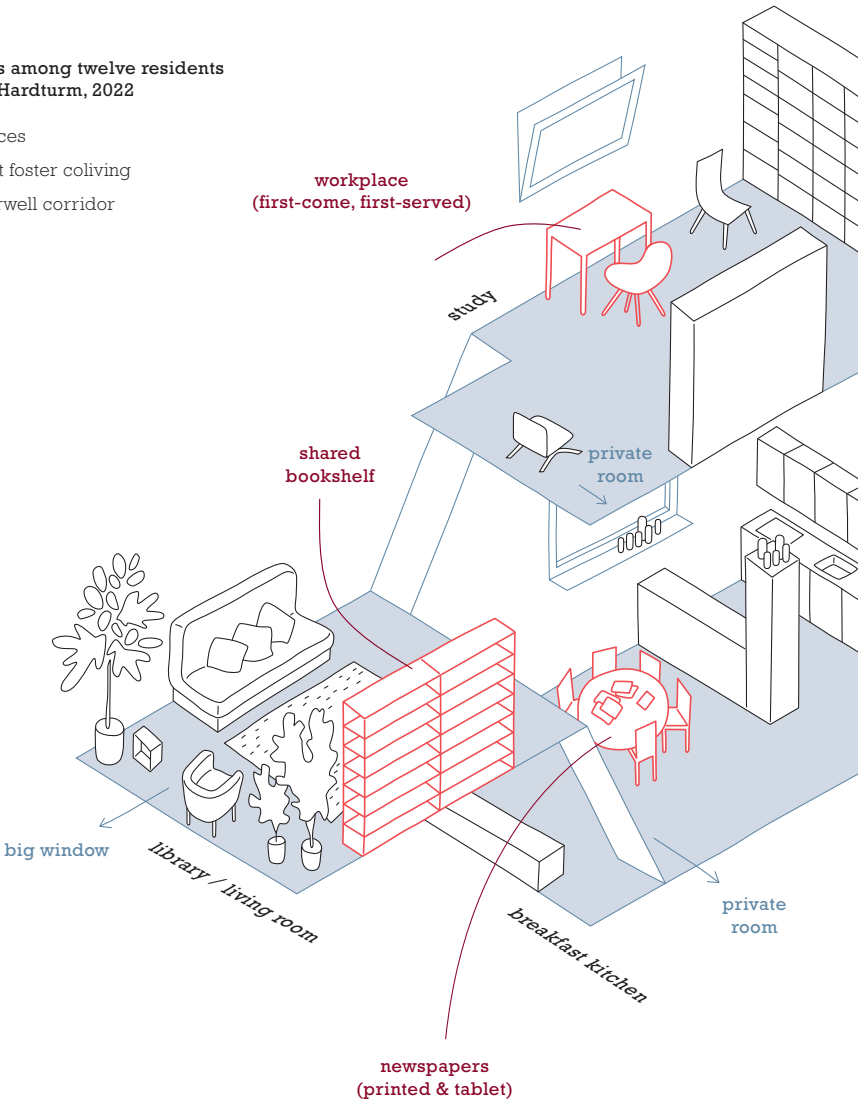 s among twelve residents
Hardturm, 2022
ces
t foster coliving
rwell corridor
workplace
(first-come, first-served)
study
shared
bookshelf
private
room
big window
library / living room
breakfast kitchen
private
room
newspapers
(printed & tablet)